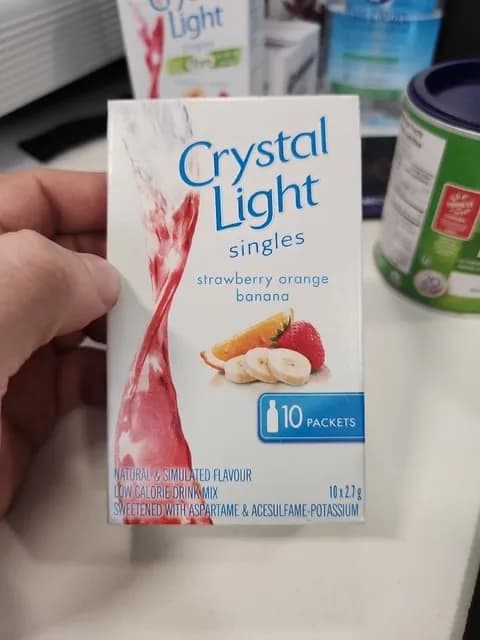 Light
Crystal
Light
singles
strawberry orange
banana
10 PACKETS
NATURAL & SIMULATED FLAVOUR
LOW CALORIE DRINK MIX
10 x 2.7 g
SWEETENED WITH ASPARTAME & ACESULFAME-POTASSIUM